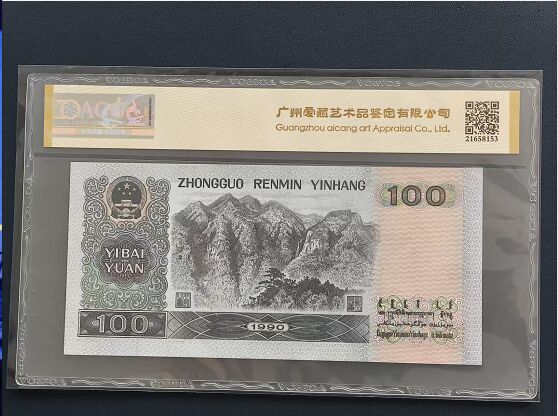 ACG
广州爱藏艺术品鉴定有限公司
Guangzhou aicang art Appraisal Co., Ltd.
21658153
ZHONGGUO RENMIN YINHANG
100
YIBAI
YUAN
100
1990